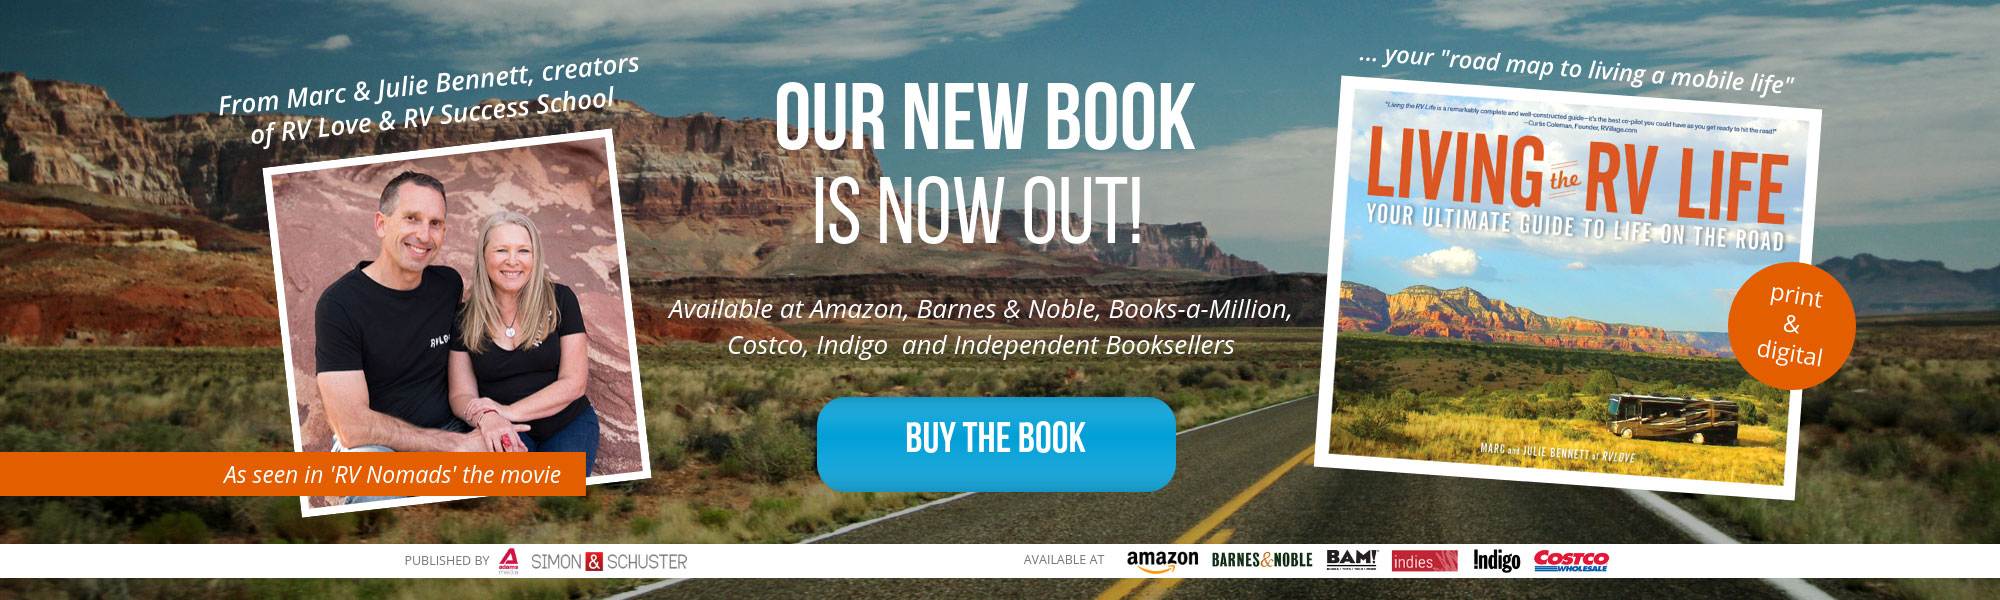 From Marc & Julie Bennett, creators
of RV Love & RV Success School
As seen in 'RV Nomads' the movie
OUR NEW BOOK
IS NOW OUT!
Available at Amazon, Barnes & Noble, Books-a-Million,
Costco, Indigo and Independent Booksellers
BUY THE BOOK
... your "road map to living a mobile life"
"Living the RV Life is a remarkably complete and well-constructed guide—it's the best co-pilot you could have as you get ready to hit the road!"
—Curtis Coleman, Founder, RVillage.com
LIVING the RV LIFE
YOUR ULTIMATE GUIDE TO LIFE ON THE ROAD
MARC and JULIE BENNETT of RVLOVE
print
&
digital
PUBLISHED BY adams media SIMON & SCHUSTER
AVAILABLE AT amazon BARNES & NOBLE BAM! indies !ndigo COSTCO WHOLESALE